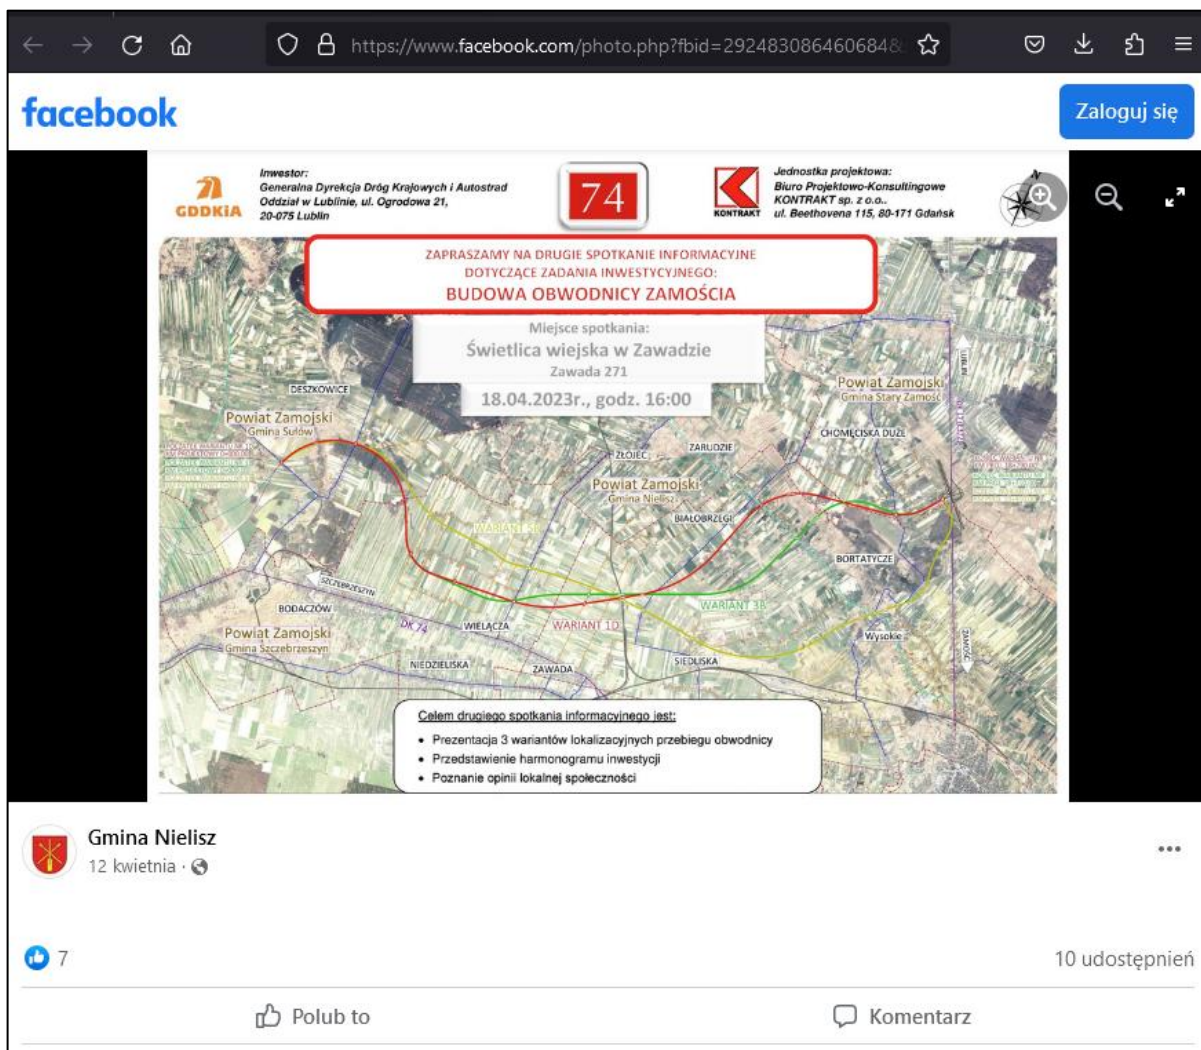 https://www.facebook.com/photo.php?fbid=292483086460684&
facebook
Zaloguj się
GDDKiA
Inwestor:
Generalna Dyrekcja Dróg Krajowych i Autostrad
Oddział w Lublinie, ul. Ogrodowa 21,
20-075 Lublin
74
KONTRAKT
Jednostka projektowa:
Biuro Projektowo-Konsultingowe
KONTRAKT sp. z o.o..
ul. Beethovena 115, 80-171 Gdańsk
N
ZAPRASZAMY NA DRUGIE SPOTKANIE INFORMACYJNE
DOTYCZĄCE ZADANIA INWESTYCYJNEGO:
BUDOWA OBWODNICY ZAMOŚCIA
Miejsce spotkania:
Świetlica wiejska w Zawadzie
Zawada 271
18.04.2023r., godz. 16:00
DESZKOWICE
Powiat Zamojski
Gmina Sułów
Powiat Zamojski
Gmina Stary Zamość
LUBLIN
CHOMĘCISKA DUŻE
ZARUDZIE
ZŁOJEC
Powiat Zamojski
Gmina Nielisz
BIAŁOBRZEGI
WARIANT
BORTATYCZE
SZCZEBRZESZYN
BODACZÓW
DK 74
WIELĄCZA
WARIANT 1D
WARIANT 3B
Powiat Zamojski
Gmina Szczebrzeszyn
NIEDZIELISKA
ZAWADA
SIEDLISKA
Wysokie
ZAMOŚĆ
Celem drugiego spotkania informacyjnego jest:
• Prezentacja 3 wariantów lokalizacyjnych przebiegu obwodnicy
• Przedstawienie harmonogramu inwestycji
• Poznanie opinii lokalnej społeczności
Gmina Nielisz
12 kwietnia ·
7
10 udostępnień
Polub to
Komentarz